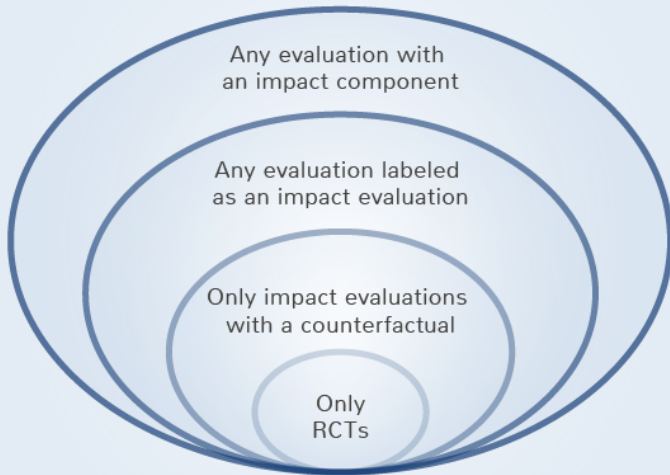 Any evaluation with
an impact component
Any evaluation labeled
as an impact evaluation
Only impact evaluations
with a counterfactual
Only
RCTs